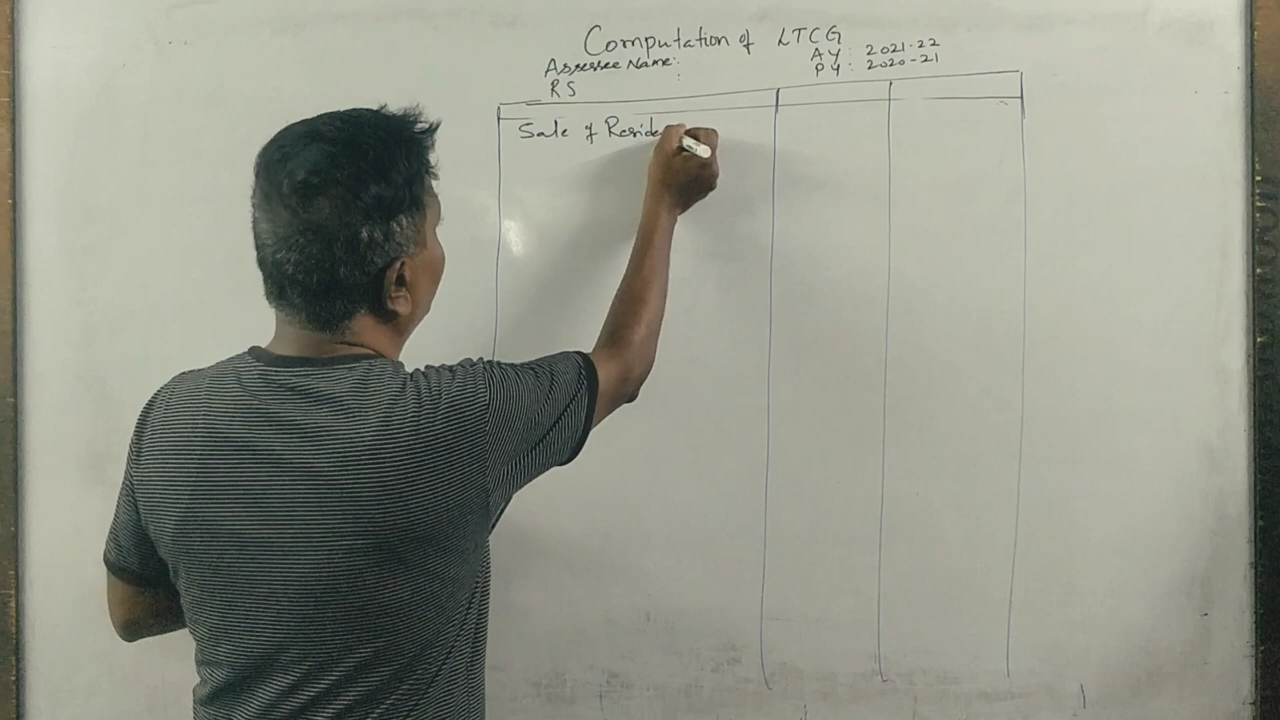 Computation of LTCG
Assessee Name: AY: 2021-22
RS : PY: 2020-21
Sale of Reside